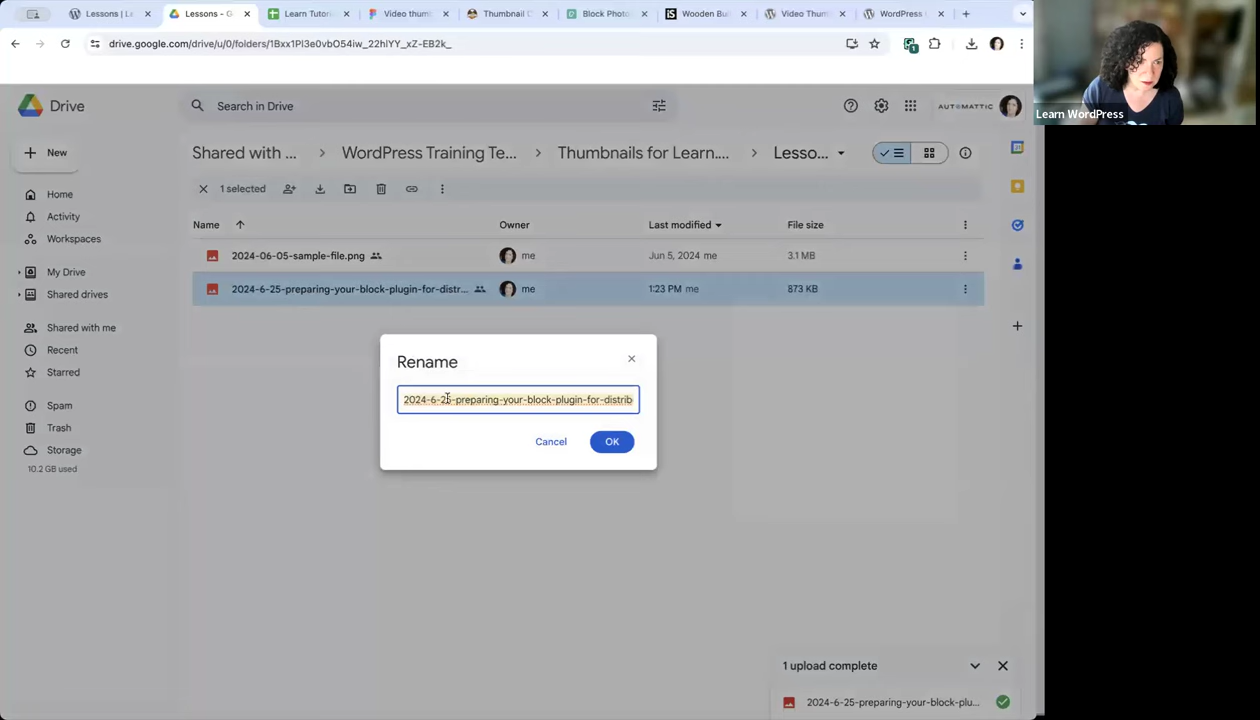 Lessons | Le
Lessons - G
Learn Tutor
Video thum
Thumbnail C
Block Photo
Wooden Bui
Video Thum
WordPress
drive.google.com/drive/u/0/folders/
Learn WordPress
Drive
Search in Drive
AUTOMATTIC
New
Shared with ...
WordPress Training Te...
Thumbnails for Learn....
Lesso...
1 selected
Home
Activity
Workspaces
My Drive
Shared drives
Shared with me
Recent
Starred
Spam
Trash
Storage
10.2 GB used
Name
Owner
Last modified
File size
2024-06-05-sample-file.png
me
Jun 5, 2024 me
3.1 MB
2024-6-25-preparing-your-block-plugin-for-distr...
me
1:23 PM me
873 KB
Rename
2024-6-25-preparing-your-block-plugin-for-distrib
Cancel
OK
1 upload complete
2024-6-25-preparing-your-block-plu...